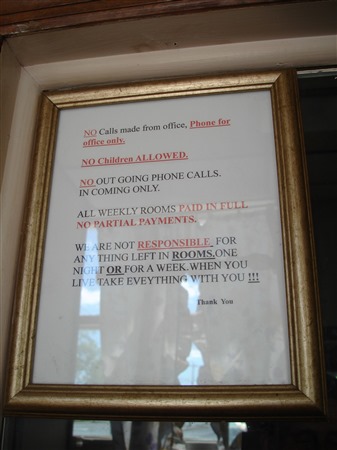 NO Calls made from office, Phone for
office only.
NO Children ALLOWED.
NO OUT GOING PHONE CALLS.
IN COMING ONLY.
ALL WEEKLY ROOMS PAID IN FULL
NO PARTIAL PAYMENTS.
WE ARE NOT RESPONSIBLE FOR
ANY THING LEFT IN ROOMS,ONE
NIGHT OR FOR A WEEK.WHEN YOU
LIVE TAKE EVEYTHING WITH YOU !!!
Thank You